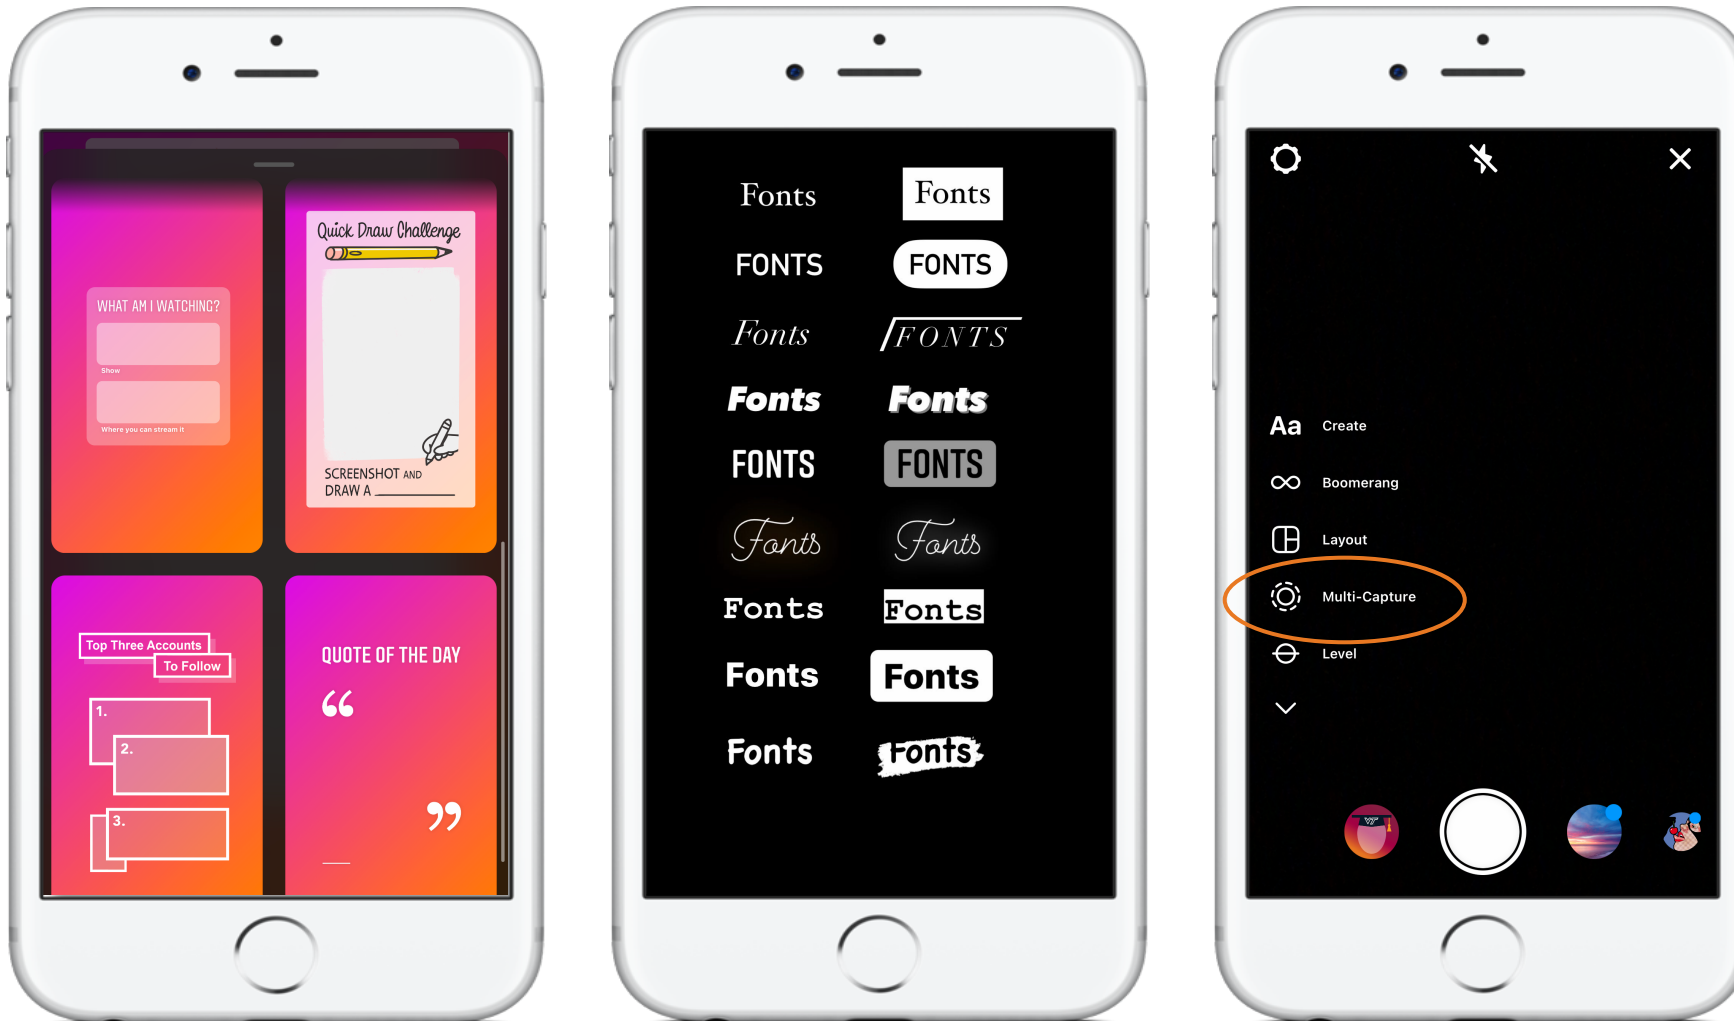 WHAT AM I WATCHING?
Show
Where you can stream it
Quick Draw Challenge
SCREENSHOT AND
DRAW A
Top Three Accounts
To Follow
1.
2.
3.
QUOTE OF THE DAY
“
”
Fonts Fonts
FONTS FONTS
Fonts FONTS
Fonts Fonts
FONTS FONTS
Fonts Fonts
Fonts Fonts
Fonts Fonts
Fonts Fonts
Aa Create
Boomerang
Layout
Multi-Capture
Level